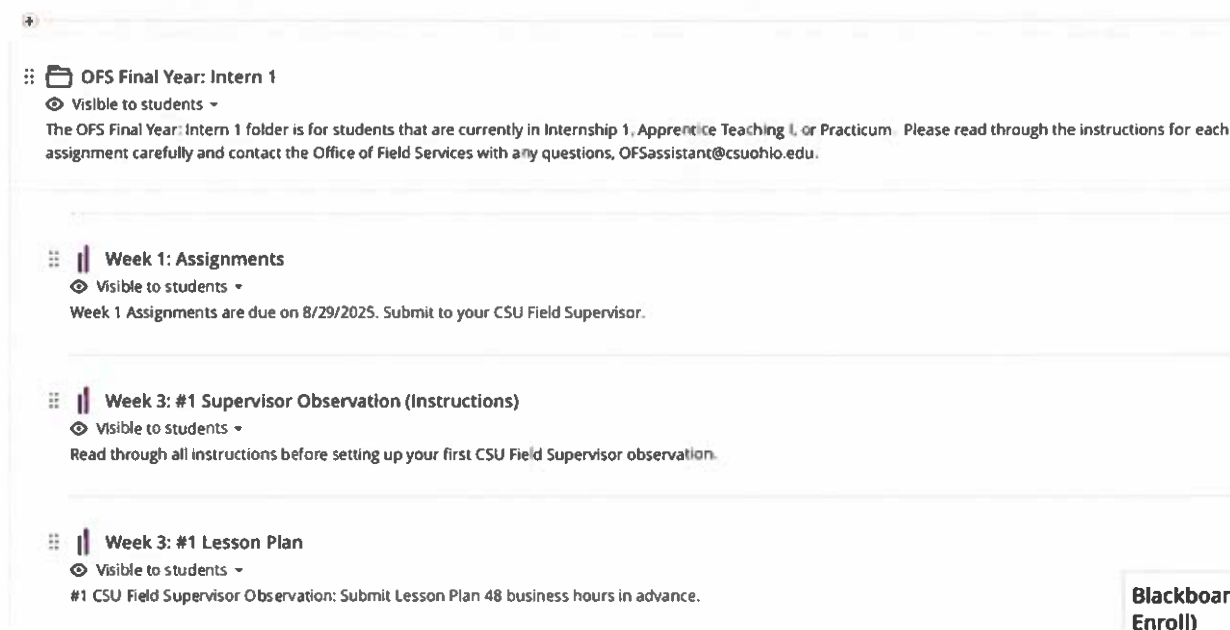 OFS Final Year: Intern 1
Visible to students
The OFS Final Year: Intern 1 folder is for students that are currently in Internship 1, Apprentice Teaching I, or Practicum. Please read through the instructions for each
assignment carefully and contact the Office of Field Services with any questions, OFSassistant@csuohio.edu.
Week 1: Assignments
Visible to students
Week 1 Assignments are due on 8/29/2025. Submit to your CSU Field Supervisor.
Week 3: #1 Supervisor Observation (Instructions)
Visible to students
Read through all instructions before setting up your first CSU Field Supervisor observation.
Week 3: #1 Lesson Plan
Visible to students
#1 CSU Field Supervisor Observation: Submit Lesson Plan 48 business hours in advance.
Blackboar
Enroll)